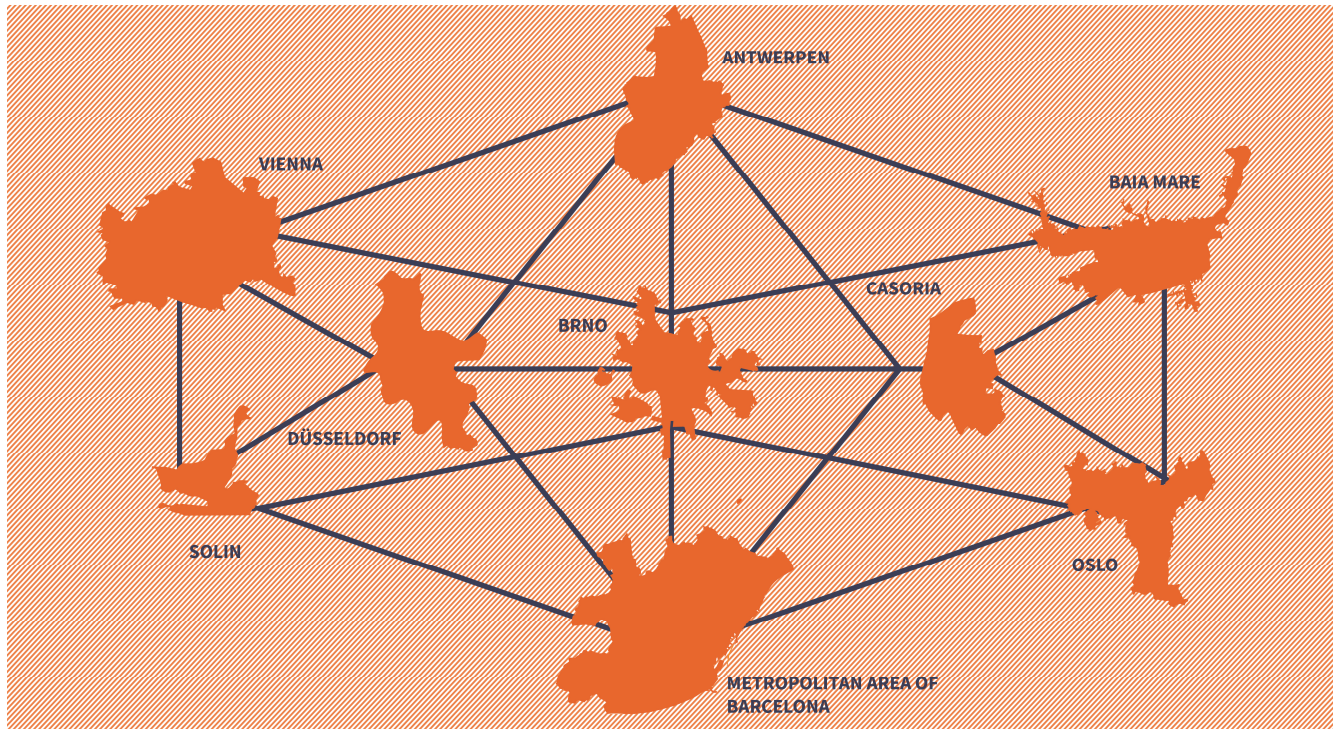 ANTWERPEN
VIENNA
BAIA MARE
CASORIA
BRNO
DÜSSELDORF
SOLIN
OSLO
METROPOLITAN AREA OF
BARCELONA